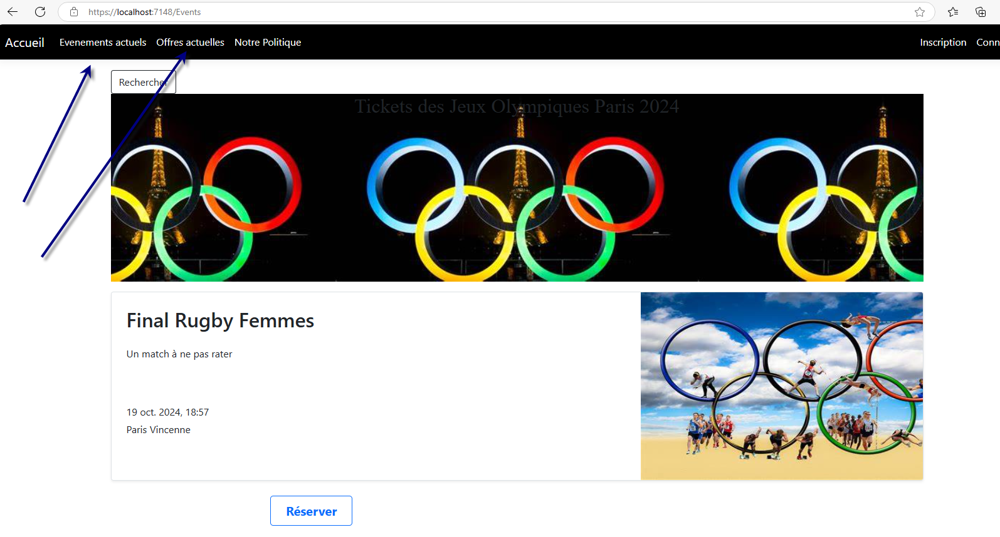 https://localhost:7148/Events
Accueil Evenements actuels Offres actuelles Notre Politique Inscription Conn
Rechercher
Tickets des Jeux Olympiques Paris 2024
Final Rugby Femmes
Un match à ne pas rater
19 oct. 2024, 18:57
Paris Vincenne
Réserver